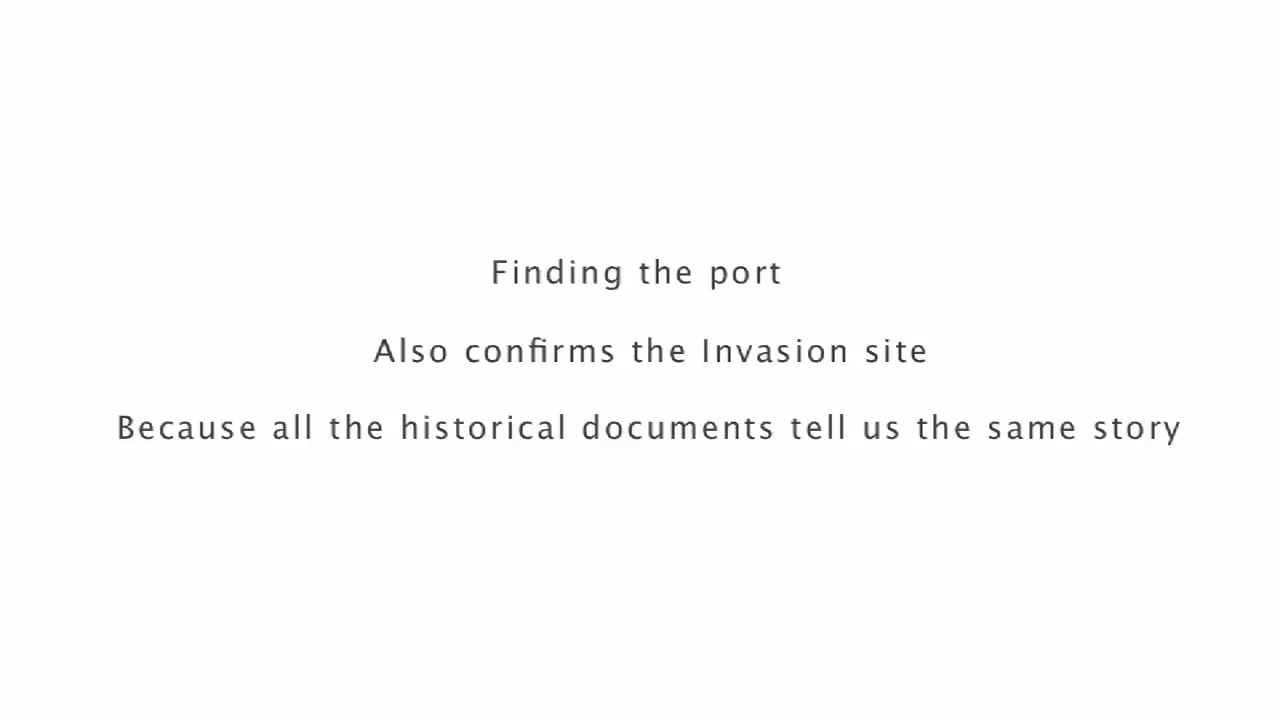 Finding the port
Also confirms the Invasion site
Because all the historical documents tell us the same story